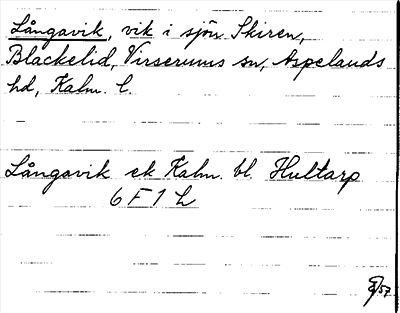 Långavik, vik i sjön Skiren,
Blackelid, Virserums sn, Aspelands
hd, Kalm. l.
Långavik ek Kalm. bl. Hultarp
6 F 1 h